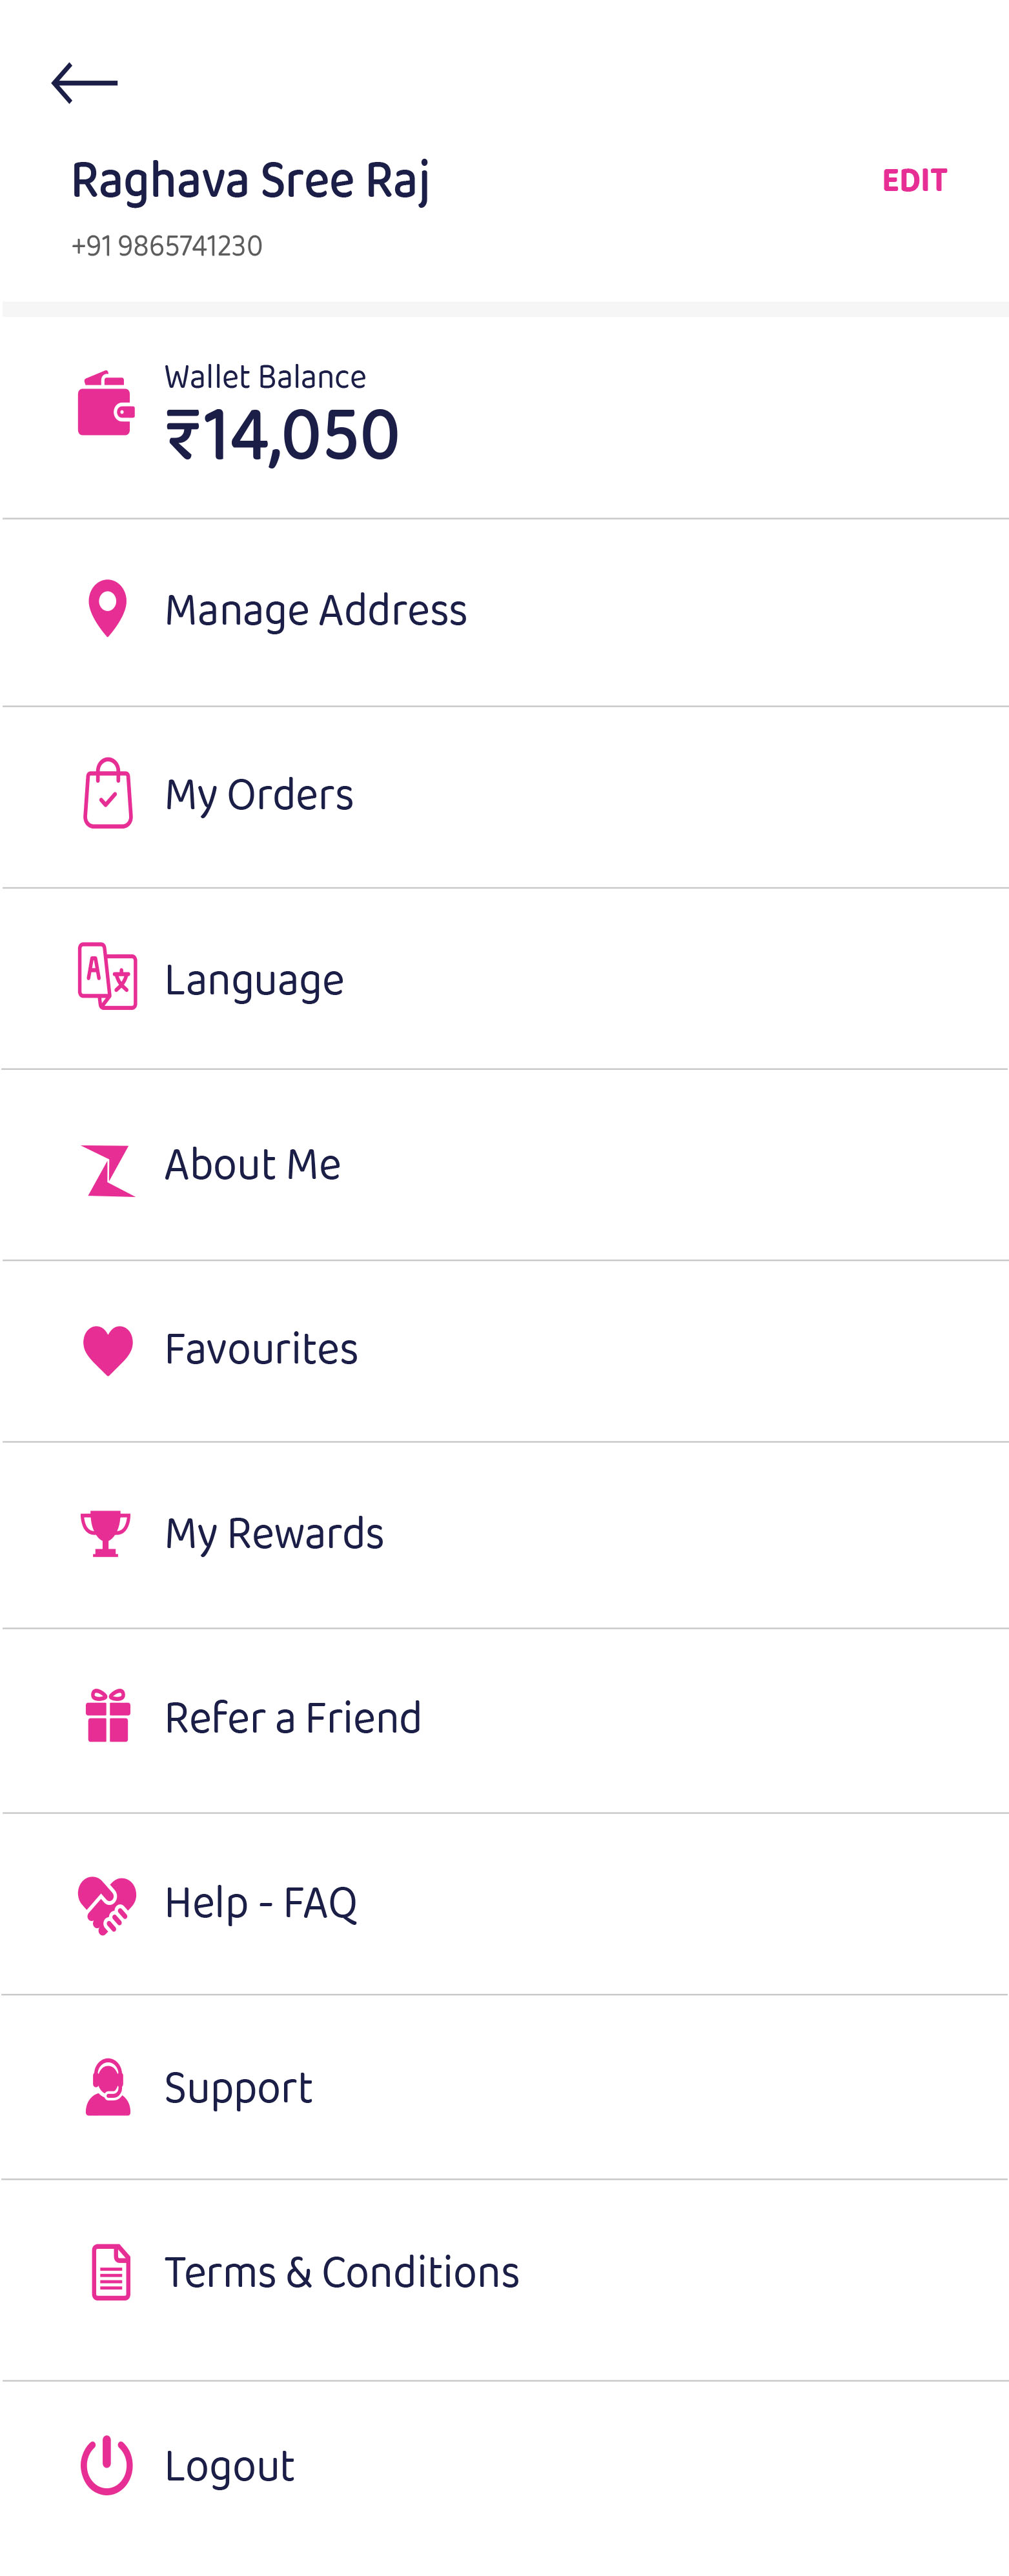 Raghava Sree Raj
EDIT
+91 9865741230
Wallet Balance
₹14,050
Manage Address
My Orders
Language
About Me
Favourites
My Rewards
Refer a Friend
Help - FAQ
Support
Terms & Conditions
Logout